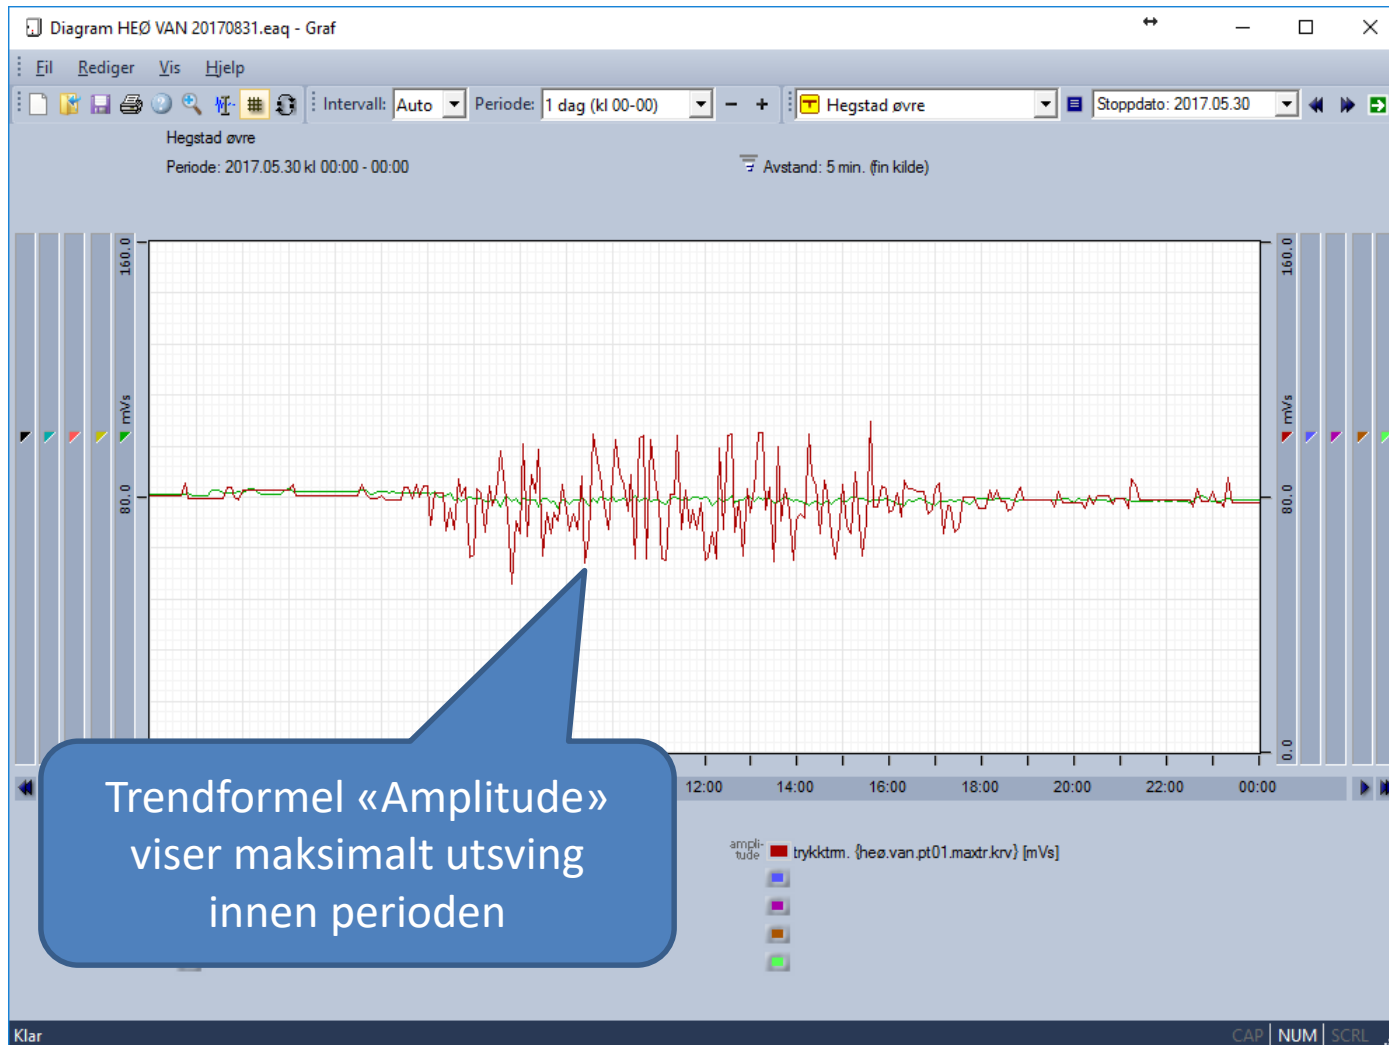 Diagram HEØ VAN 20170831.eaq - Graf
Fil Rediger Vis Hjelp
Intervall: Auto Periode: 1 dag (kl 00-00) − + Hegstad øvre Stoppdato: 2017.05.30
Hegstad øvre
Periode: 2017.05.30 kl 00:00 - 00:00 Avstand: 5 min. (fin kilde)
160.0 160.0
mVs mVs
80.0 80.0
0.0
12:00 14:00 16:00 18:00 20:00 22:00 00:00
Trendformel «Amplitude»
viser maksimalt utsving
innen perioden
ampli-
tude trykktrm. {heø.van.pt01.maxtr.krv} [mVs]
Klar CAP NUM SCRL